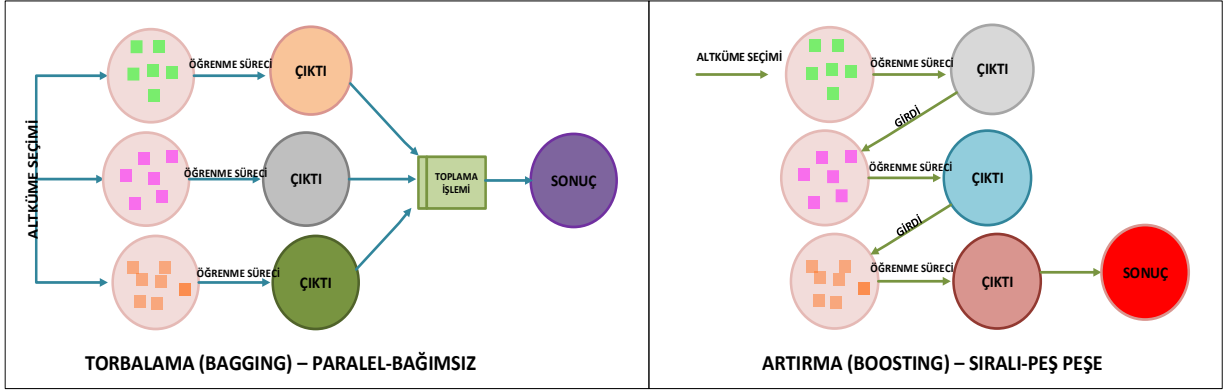 ALTKÜME SEÇİMİ
ÖĞRENME SÜRECİ
ÇIKTI
ÖĞRENME SÜRECİ
ÇIKTI
ÖĞRENME SÜRECİ
ÇIKTI
TOPLAMA
İŞLEMİ
SONUÇ
TORBALAMA (BAGGING) – PARALEL-BAĞIMSIZ
ALTKÜME SEÇİMİ
ÖĞRENME SÜRECİ
ÇIKTI
GİRDİ
ÖĞRENME SÜRECİ
ÇIKTI
GİRDİ
ÖĞRENME SÜRECİ
ÇIKTI
SONUÇ
ARTIRMA (BOOSTING) – SIRALI-PEŞ PEŞE